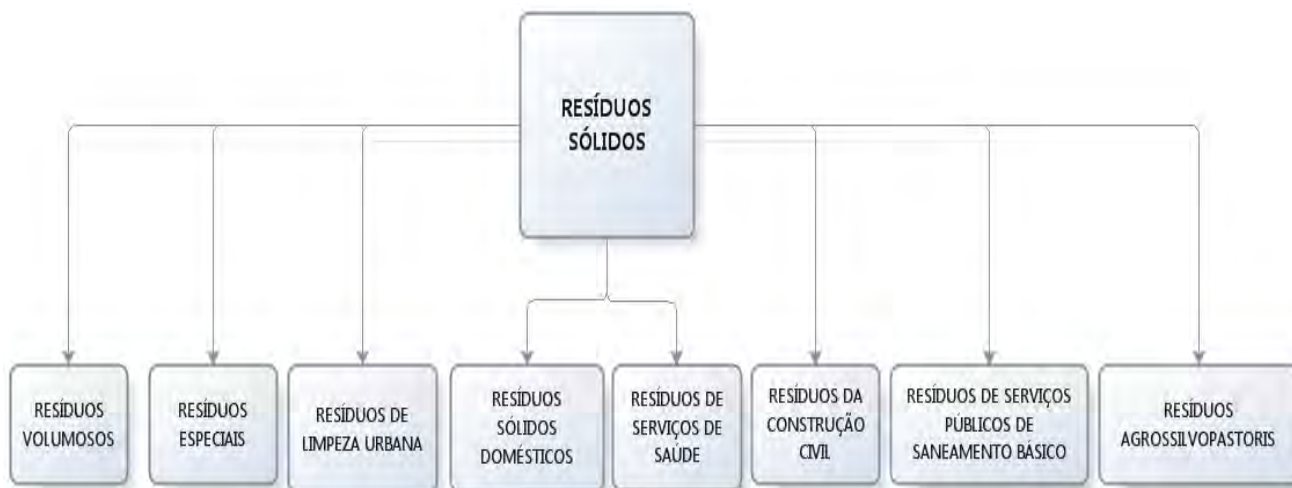 RESÍDUOS
SÓLIDOS
RESÍDUOS
VOLUMOSOS
RESÍDUOS
ESPECIAIS
RESÍDUOS DE
LIMPEZA URBANA
RESÍDUOS
SÓLIDOS
DOMÉSTICOS
RESÍDUOS DE
SERVIÇOS DE
SAÚDE
RESÍDUOS DA
CONSTRUÇÃO
CIVIL
RESÍDUOS DE SERVIÇOS
PÚBLICOS DE
SANEAMENTO BÁSICO
RESÍDUOS
AGROSSILVOPASTORIS